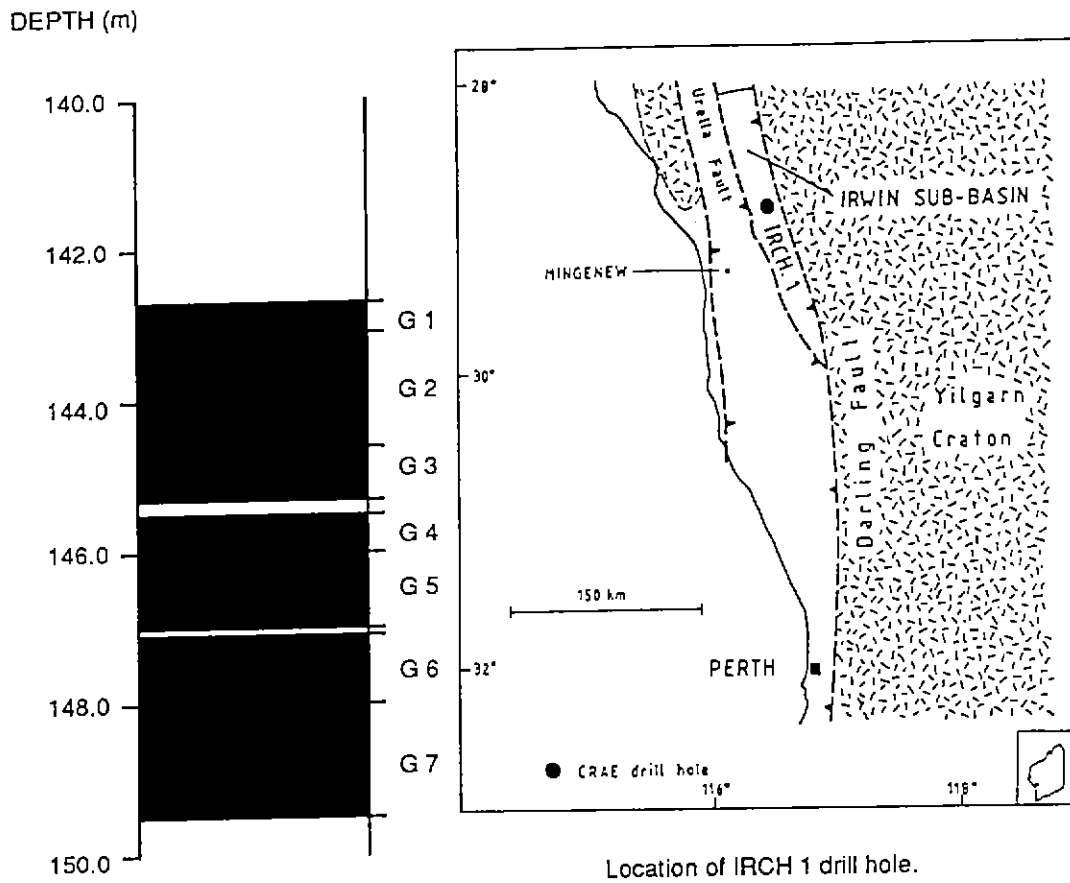 DEPTH (m)
140.0
142.0
144.0
146.0
148.0
150.0
G 1
G 2
G 3
G 4
G 5
G 6
G 7
28°
30°
32°
Urella Fault
IRWIN SUB-BASIN
IRCH 1
MINGENEW
Darling Fault
Yilgarn
Craton
150 km
PERTH
CRAE drill hole
116°
118°
Location of IRCH 1 drill hole.